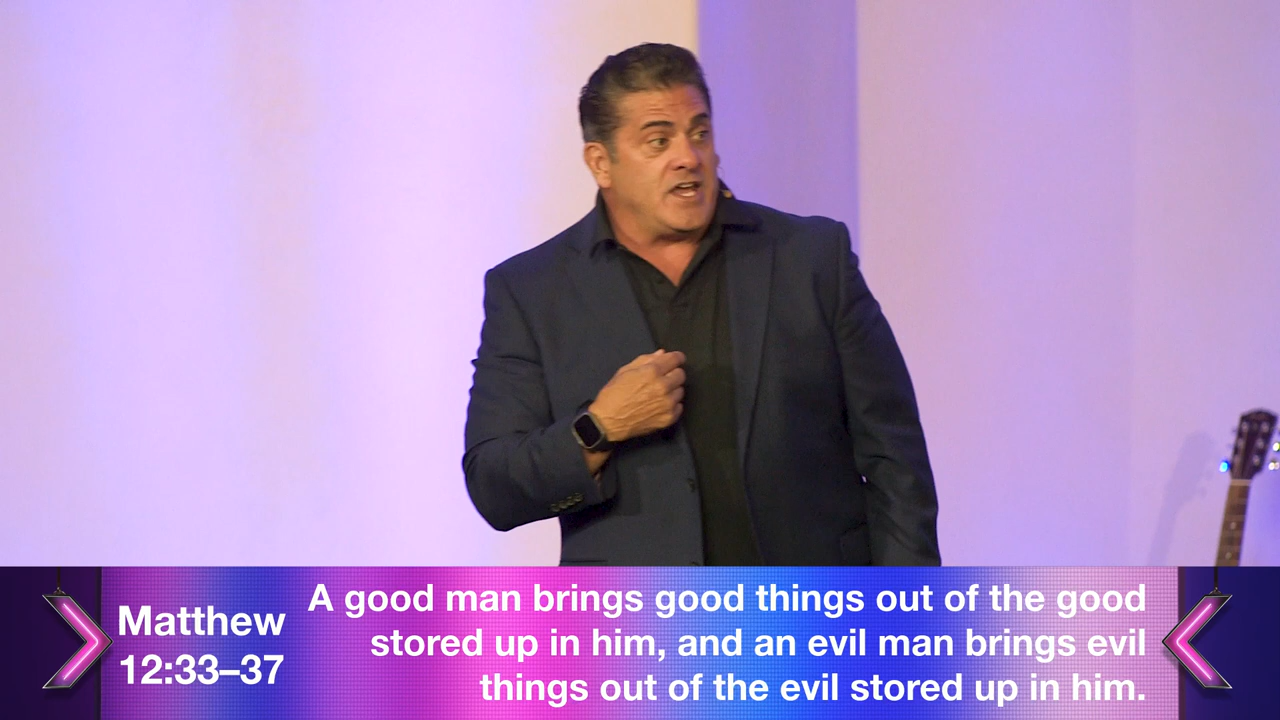 Matthew
12:33–37
A good man brings good things out of the good
stored up in him, and an evil man brings evil
things out of the evil stored up in him.